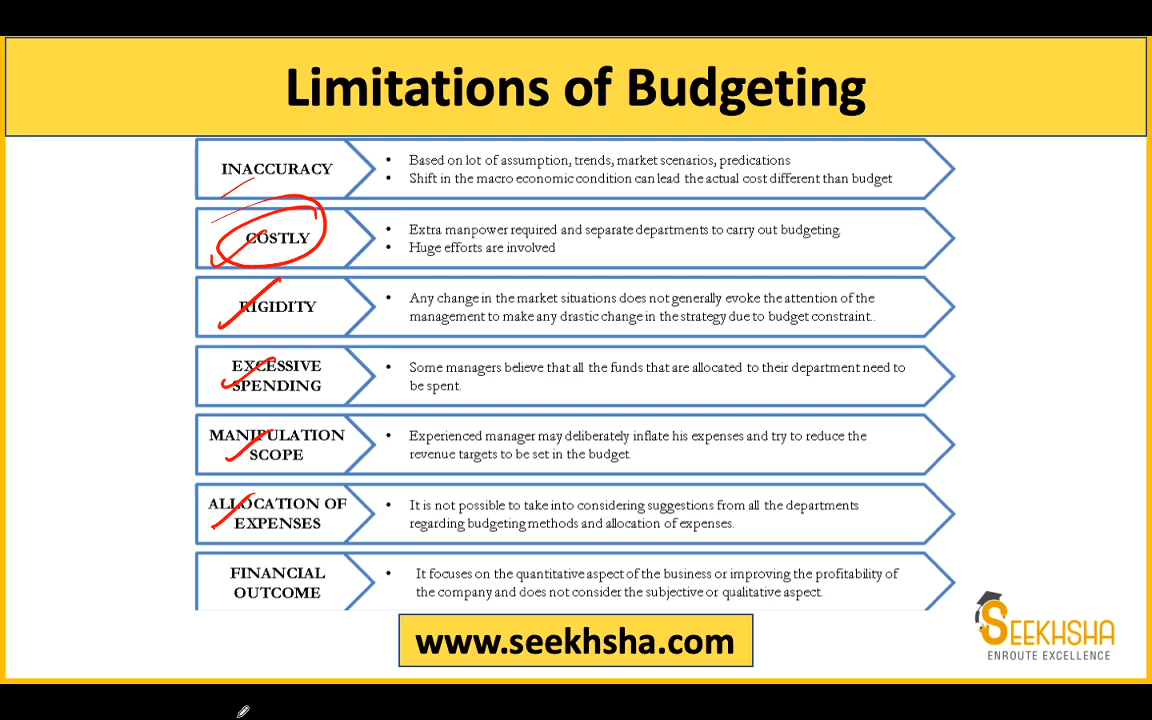 Limitations of Budgeting
INACCURACY
• Based on lot of assumption, trends, market scenarios, predications
• Shift in the macro economic condition can lead the actual cost different than budget
COSTLY
• Extra manpower required and separate departments to carry out budgeting.
• Huge efforts are involved
RIGIDITY
• Any change in the market situations does not generally evoke the attention of the
management to make any drastic change in the strategy due to budget constraint..
EXCESSIVE
SPENDING
• Some managers believe that all the funds that are allocated to their department need to
be spent.
MANIPULATION
SCOPE
• Experienced manager may deliberately inflate his expenses and try to reduce the
revenue targets to be set in the budget.
ALLOCATION OF
EXPENSES
• It is not possible to take into considering suggestions from all the departments
regarding budgeting methods and allocation of expenses.
FINANCIAL
OUTCOME
• It focuses on the quantitative aspect of the business or improving the profitability of
the company and does not consider the subjective or qualitative aspect.
www.seekhsha.com
SEEKHSHA
ENROUTE EXCELLENCE